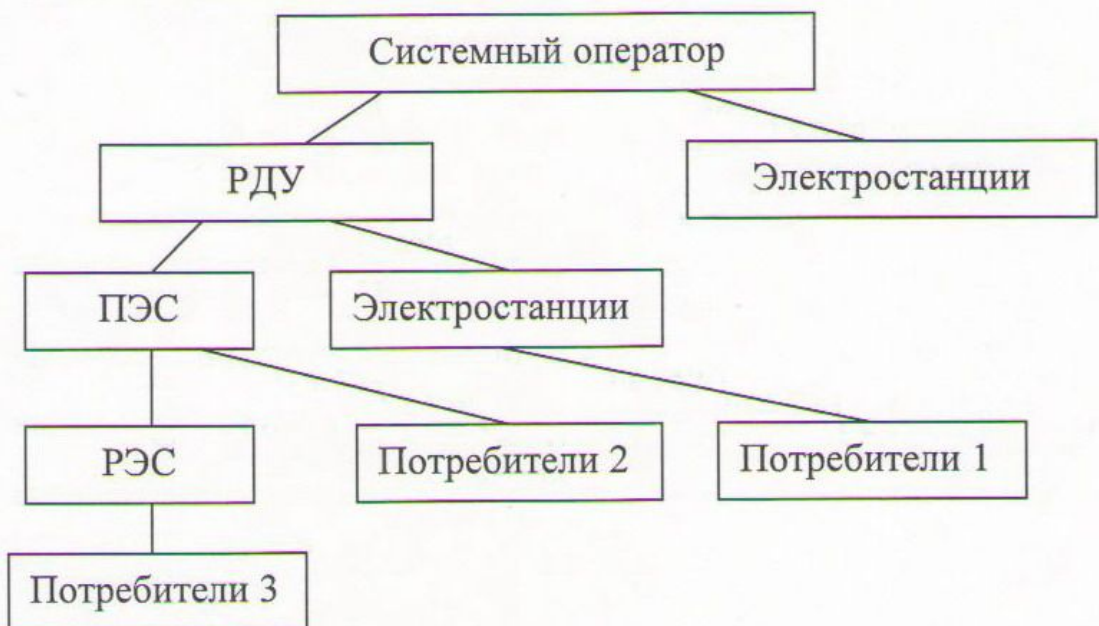 Системный оператор
РДУ
Электростанции
ПЭС
Электростанции
РЭС
Потребители 2
Потребители 1
Потребители 3